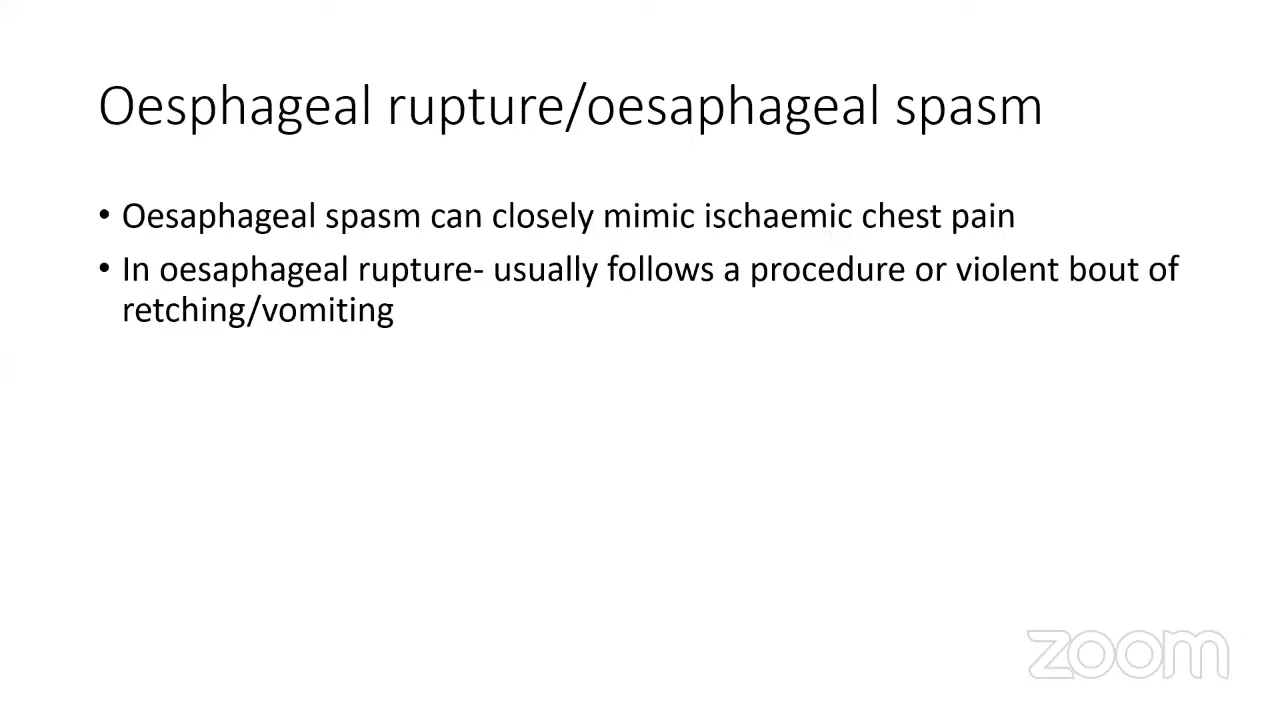 Oesphageal rupture/oesaphageal spasm
• Oesaphageal spasm can closely mimic ischaemic chest pain
• In oesaphageal rupture- usually follows a procedure or violent bout of
retching/vomiting
zoom